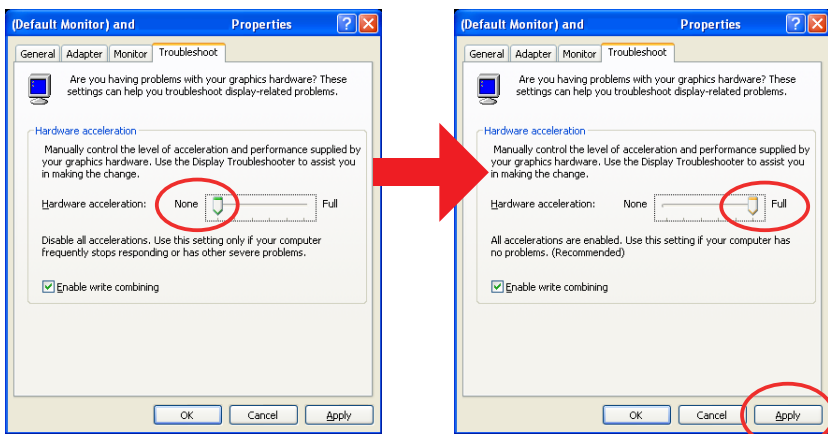 (Default Monitor) and Properties
General Adapter Monitor Troubleshoot
Are you having problems with your graphics hardware? These
settings can help you troubleshoot display-related problems.
Hardware acceleration
Manually control the level of acceleration and performance supplied by
your graphics hardware. Use the Display Troubleshooter to assist you
in making the change.
Hardware acceleration: None Full
Disable all accelerations. Use this setting only if your computer
frequently stops responding or has other severe problems.
Enable write combining
OK Cancel Apply
(Default Monitor) and Properties
General Adapter Monitor Troubleshoot
Are you having problems with your graphics hardware? These
settings can help you troubleshoot display-related problems.
Hardware acceleration
Manually control the level of acceleration and performance supplied by
your graphics hardware. Use the Display Troubleshooter to assist you
in making the change.
Hardware acceleration: None Full
All accelerations are enabled. Use this setting if your computer has
no problems. (Recommended)
Enable write combining
OK Cancel Apply